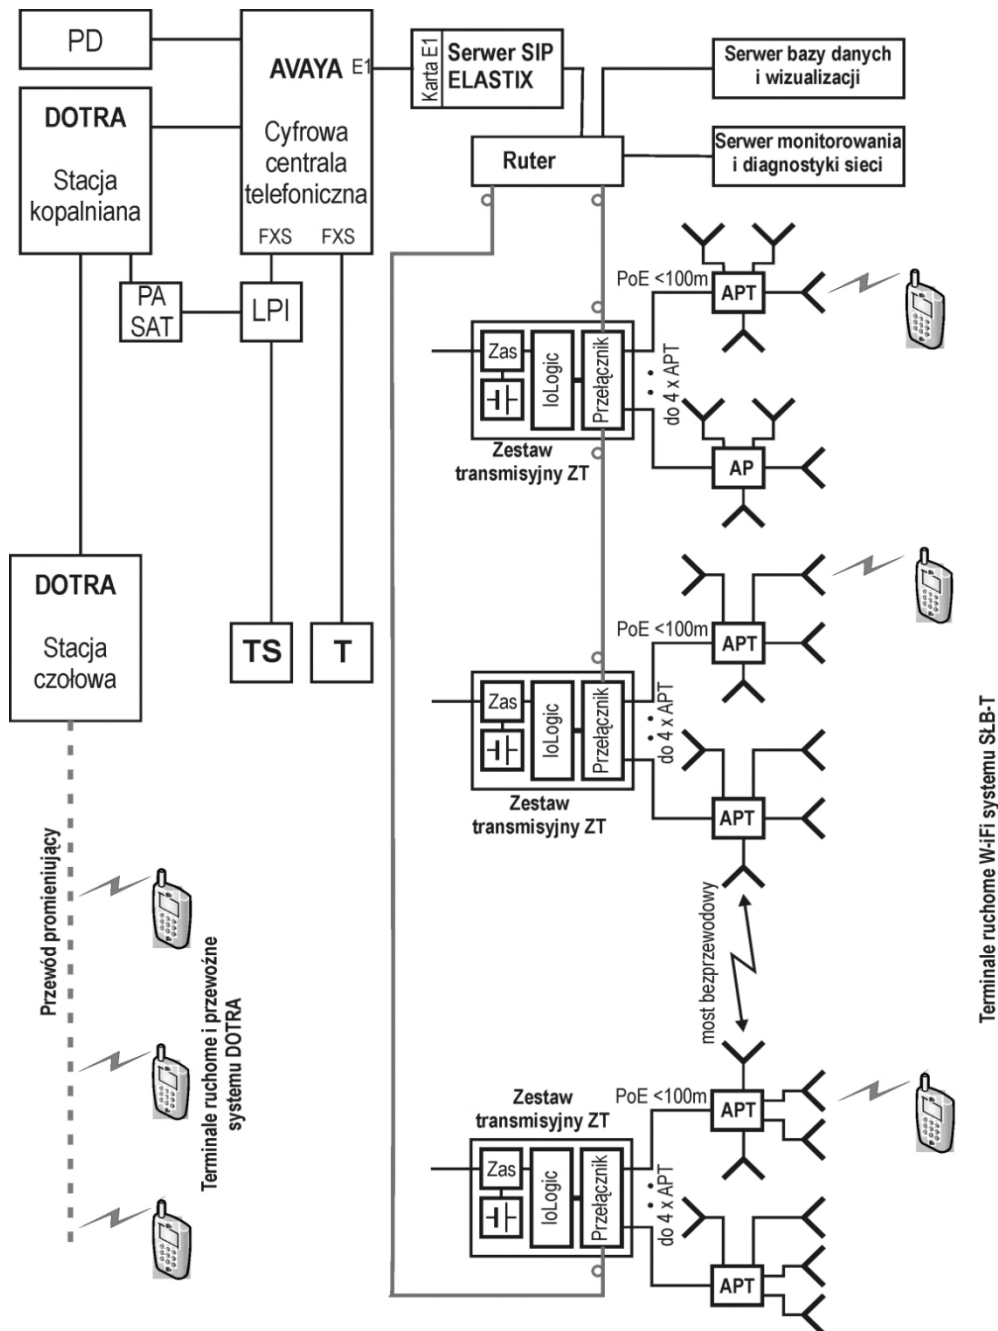 PD
AVAYA E1
Cyfrowa
centrala
telefoniczna
FXS FXS
Karta E1
Serwer SIP
ELASTIX
Serwer bazy danych
i wizualizacji
Serwer monitorowania
i diagnostyki sieci
Ruter
DOTRA
Stacja
kopalniana
PA
SAT
LPI
PoE <100m
APT
Zas
IoLogic
Przełącznik
do 4 x APT
AP
Zestaw
transmisyjny ZT
DOTRA
Stacja
czołowa
TS
T
PoE <100m
APT
Zas
IoLogic
Przełącznik
do 4 x APT
APT
Zestaw
transmisyjny ZT
Terminale ruchome W-iFi systemu SŁB-T
Przewód promieniujący
Terminale ruchome i przewoźne
systemu DOTRA
most bezprzewodowy
Zestaw
transmisyjny ZT
PoE <100m
APT
Zas
IoLogic
Przełącznik
do 4 x APT
APT